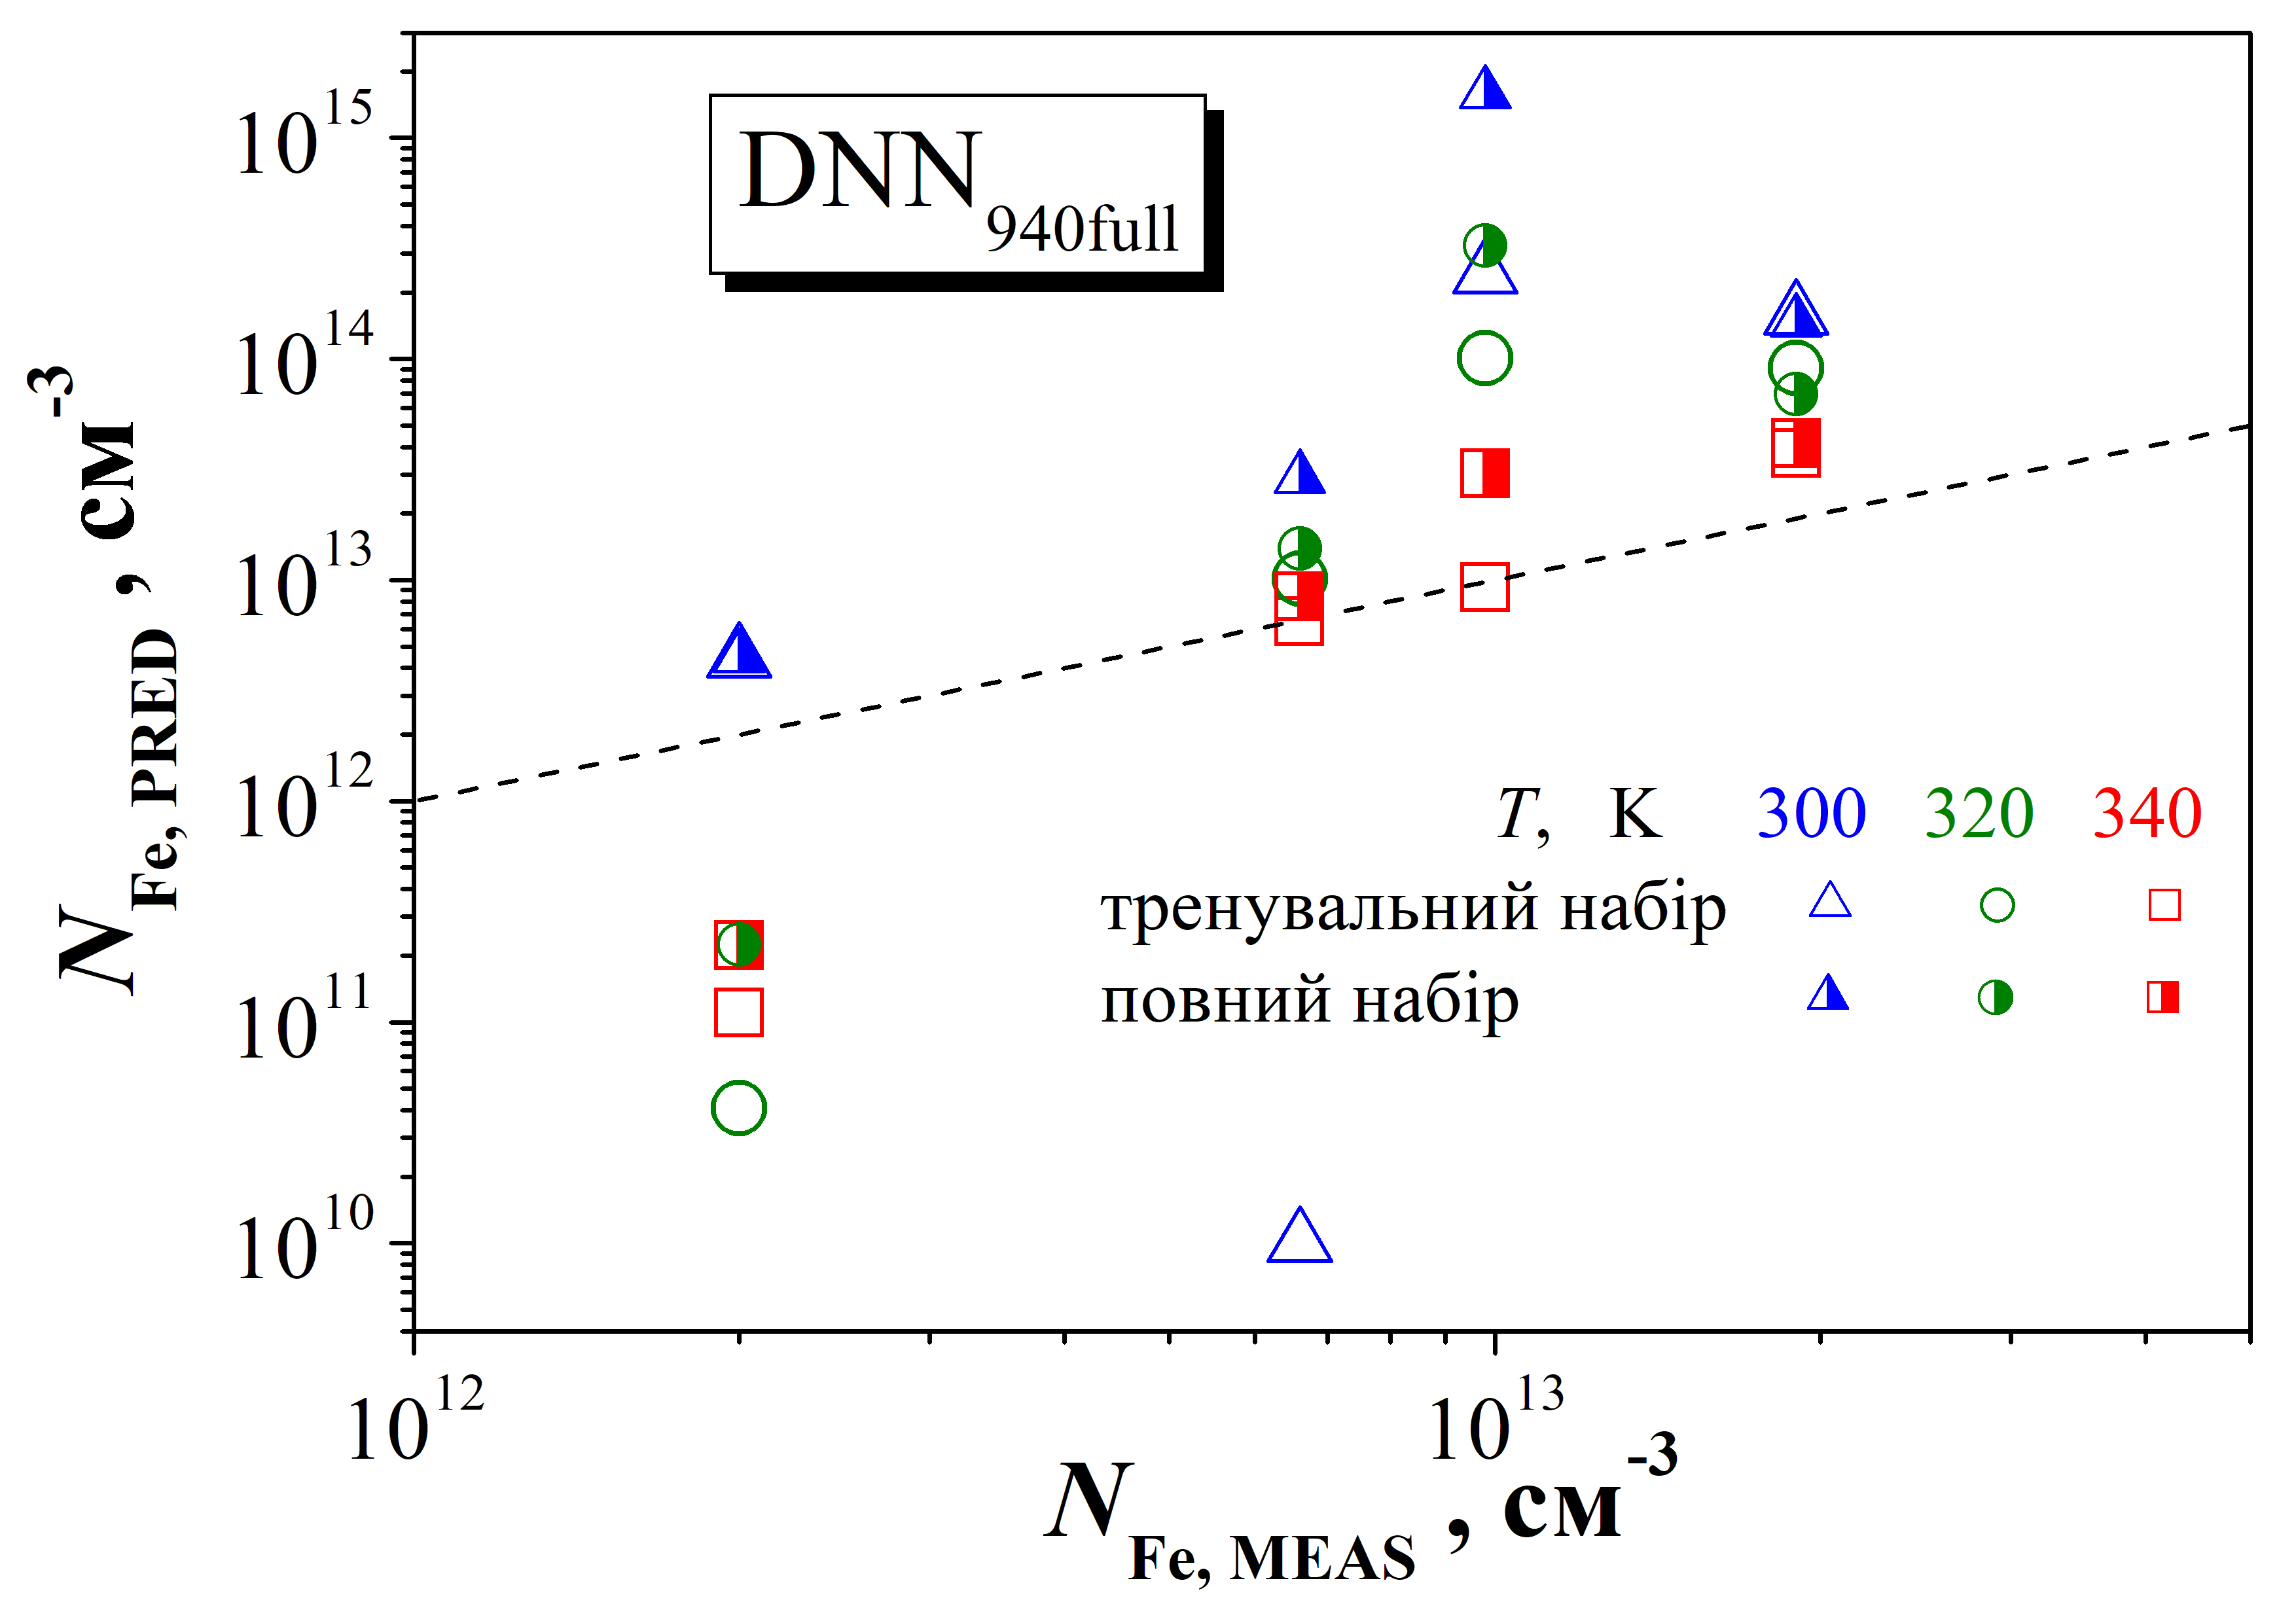 DNN940full
10^15
10^14
10^13
10^12
10^11
10^10
N Fe, PRED , см^-3
T, K 300 320 340
тренувальний набір
повний набір
10^12 10^13
N Fe, MEAS , см^-3